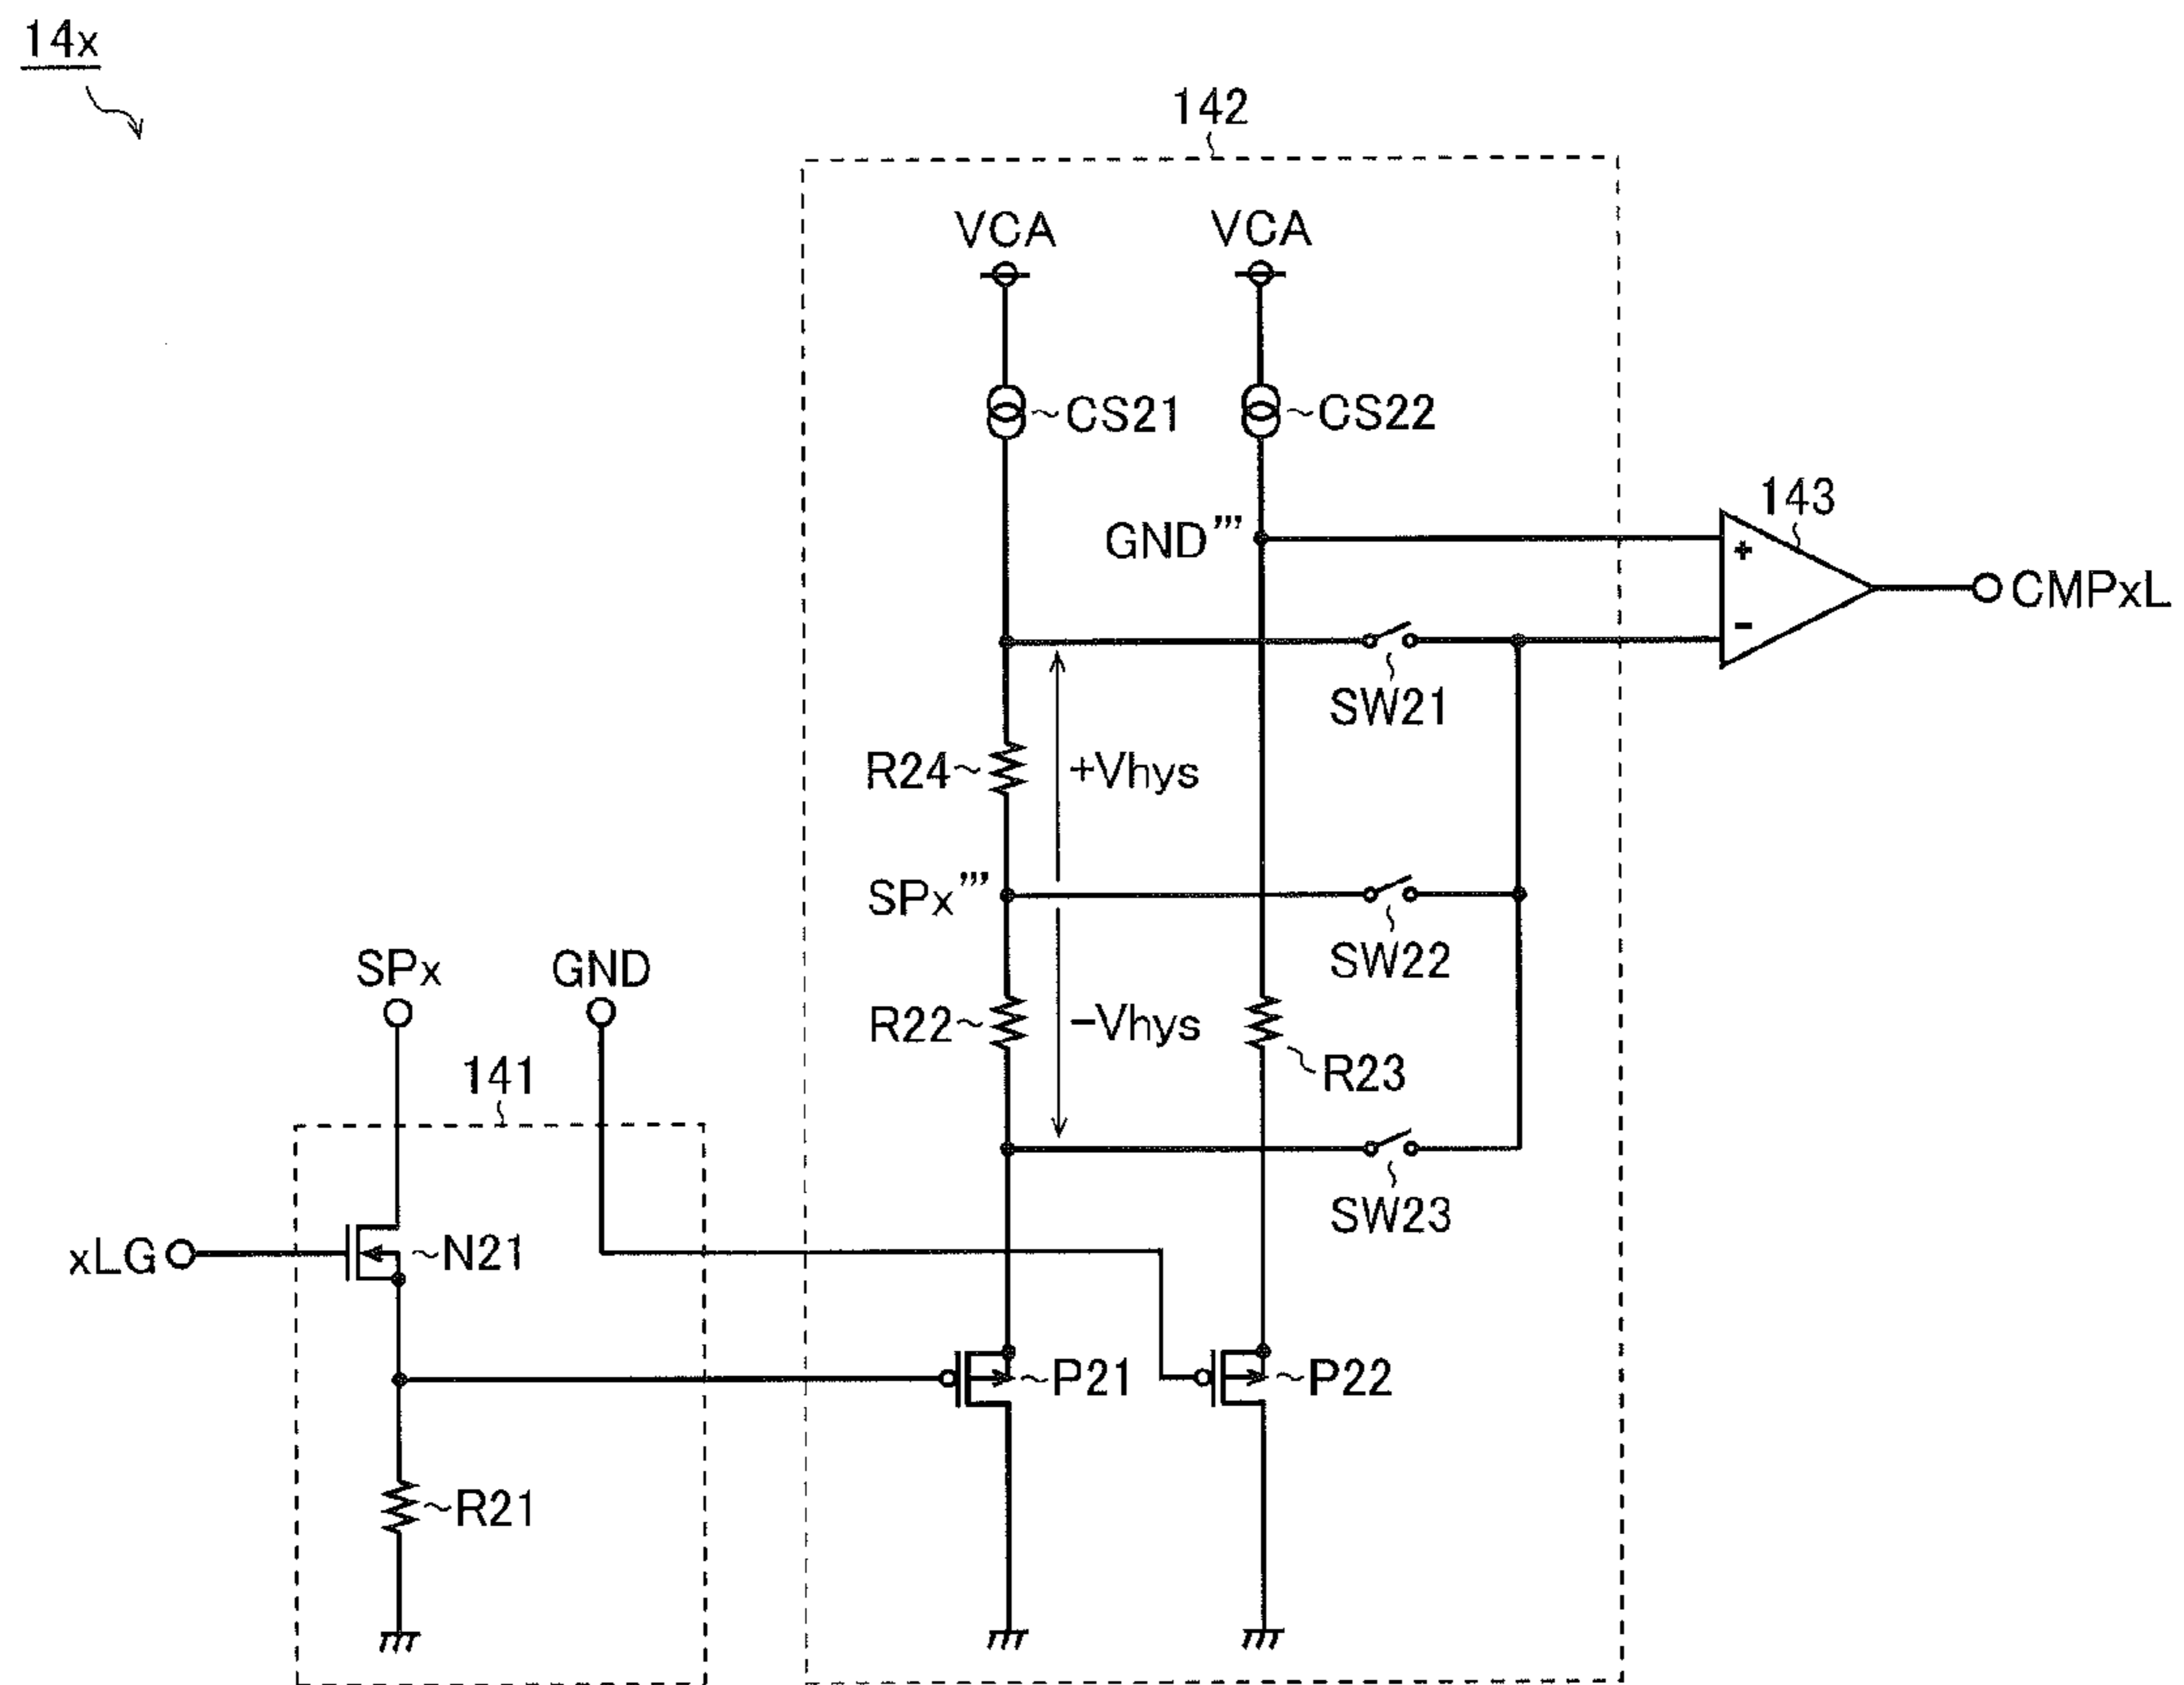 14x
142
VCA
VCA
CS21
CS22
143
GND'''
+
-
CMPxL
SW21
R24
+Vhys
SPx'''
SW22
SPx
GND
R22
-Vhys
R23
141
SW23
xLG
N21
P21
P22
R21